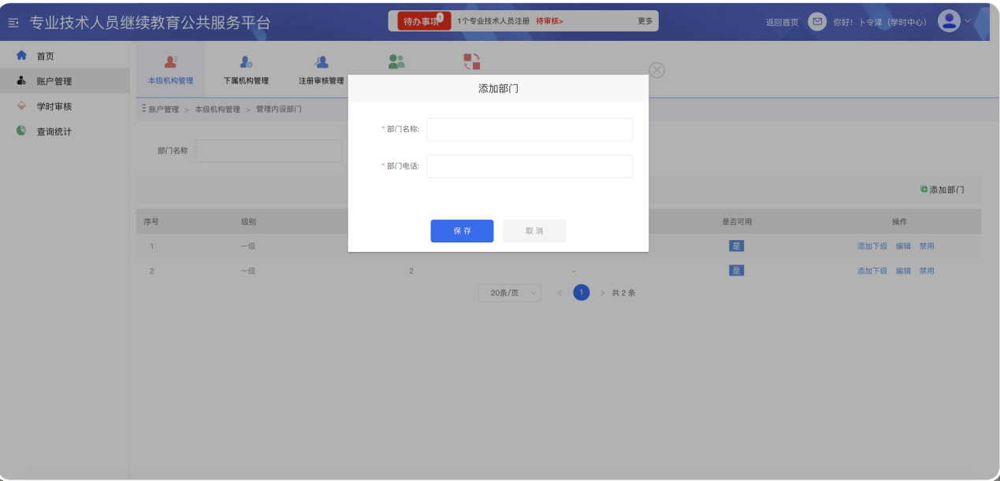 专业技术人员继续教育公共服务平台
待办事项 1 1个专业技术人员注册 待审核> 更多
返回首页 你好！卜令泽（学时中心）
首页
账户管理
学时审核
查询统计
本级机构管理 下属机构管理 注册审核管理
账户管理 > 本级机构管理 > 管理内设部门
部门名称
添加部门
* 部门名称:
* 部门电话:
保 存 取 消
添加部门
序号 级别 是否可用 操作
1 一级 是 添加下级 编辑 禁用
2 一级 2 - 是 添加下级 编辑 禁用
20条/页 < 1 > 共 2 条